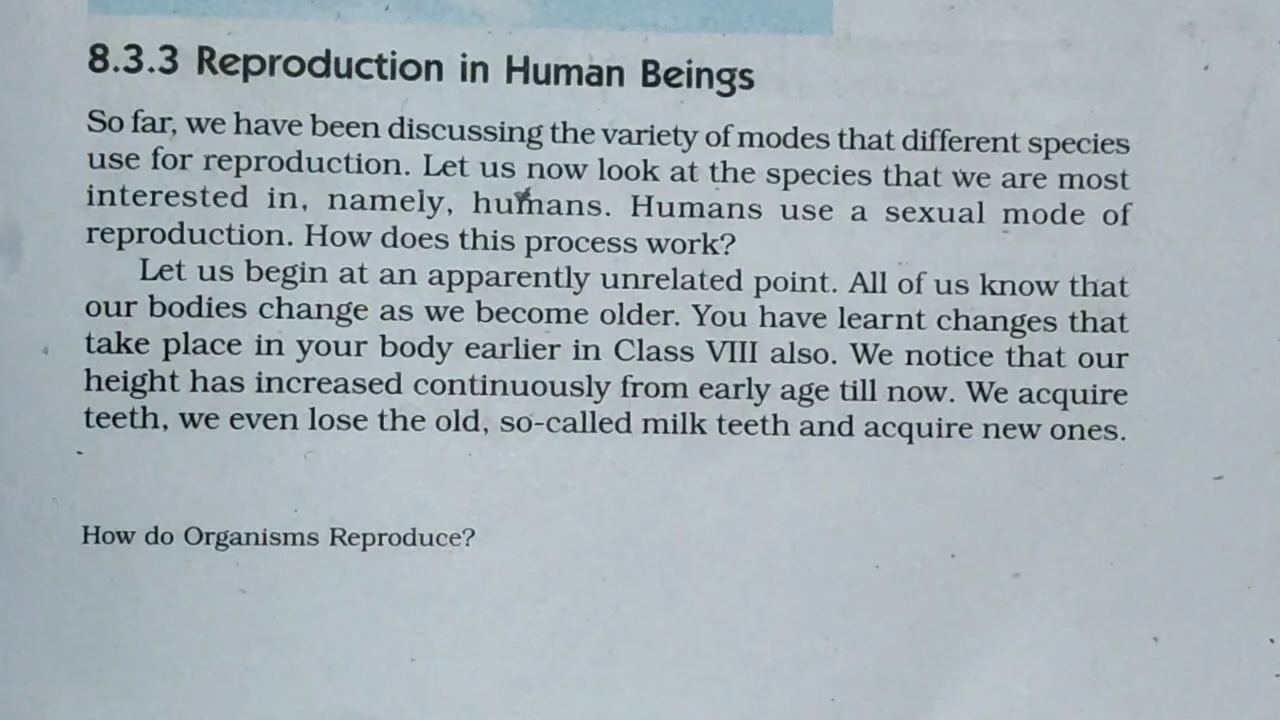 8.3.3 Reproduction in Human Beings
So far, we have been discussing the variety of modes that different species
use for reproduction. Let us now look at the species that we are most
interested in, namely, humans. Humans use a sexual mode of
reproduction. How does this process work?
Let us begin at an apparently unrelated point. All of us know that
our bodies change as we become older. You have learnt changes that
take place in your body earlier in Class VIII also. We notice that our
height has increased continuously from early age till now. We acquire
teeth, we even lose the old, so-called milk teeth and acquire new ones.
How do Organisms Reproduce?